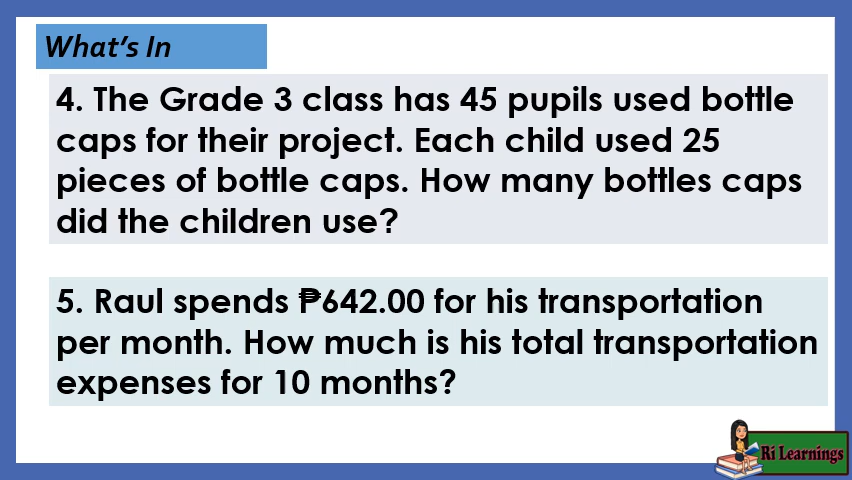 What's In
4. The Grade 3 class has 45 pupils used bottle
caps for their project. Each child used 25
pieces of bottle caps. How many bottles caps
did the children use?
5. Raul spends ₱642.00 for his transportation
per month. How much is his total transportation
expenses for 10 months?
Ri Learnings